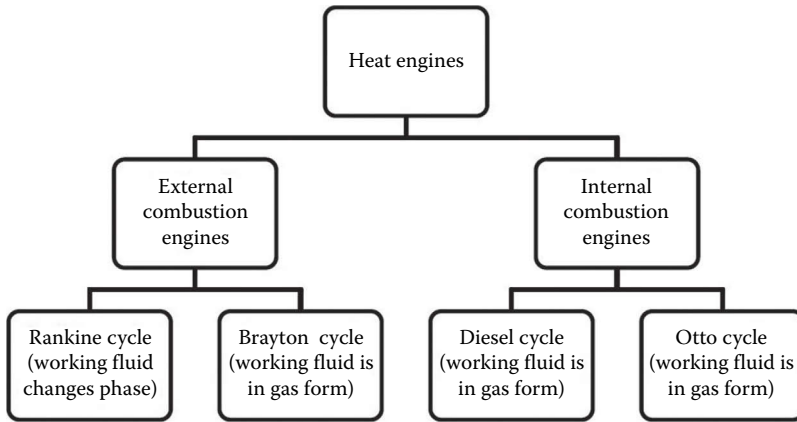 Heat engines
External
combustion
engines
Internal
combustion
engines
Rankine cycle
(working fluid
changes phase)
Brayton cycle
(working fluid is
in gas form)
Diesel cycle
(working fluid is
in gas form)
Otto cycle
(working fluid is
in gas form)